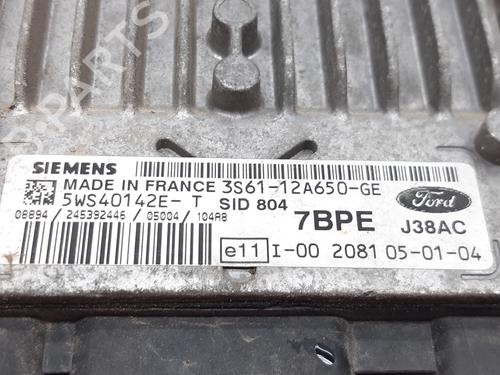 SIEMENS
MADE IN FRANCE 3S61-12A650-GE
5WS40142E- T SID 804
Ford
08894 / 245392446 / 05004 / 104A8
7BPE J38AC
e11 I-00 2081 05-01-04